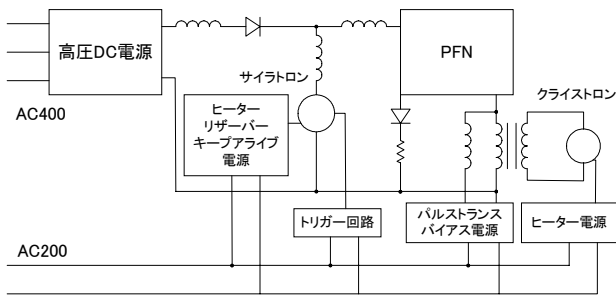 高圧DC電源
PFN
サイラトロン
クライストロン
AC400
ヒーター
リザーバー
キープアライブ
電源
トリガー回路
パルストランス
バイアス電源
ヒーター電源
AC200